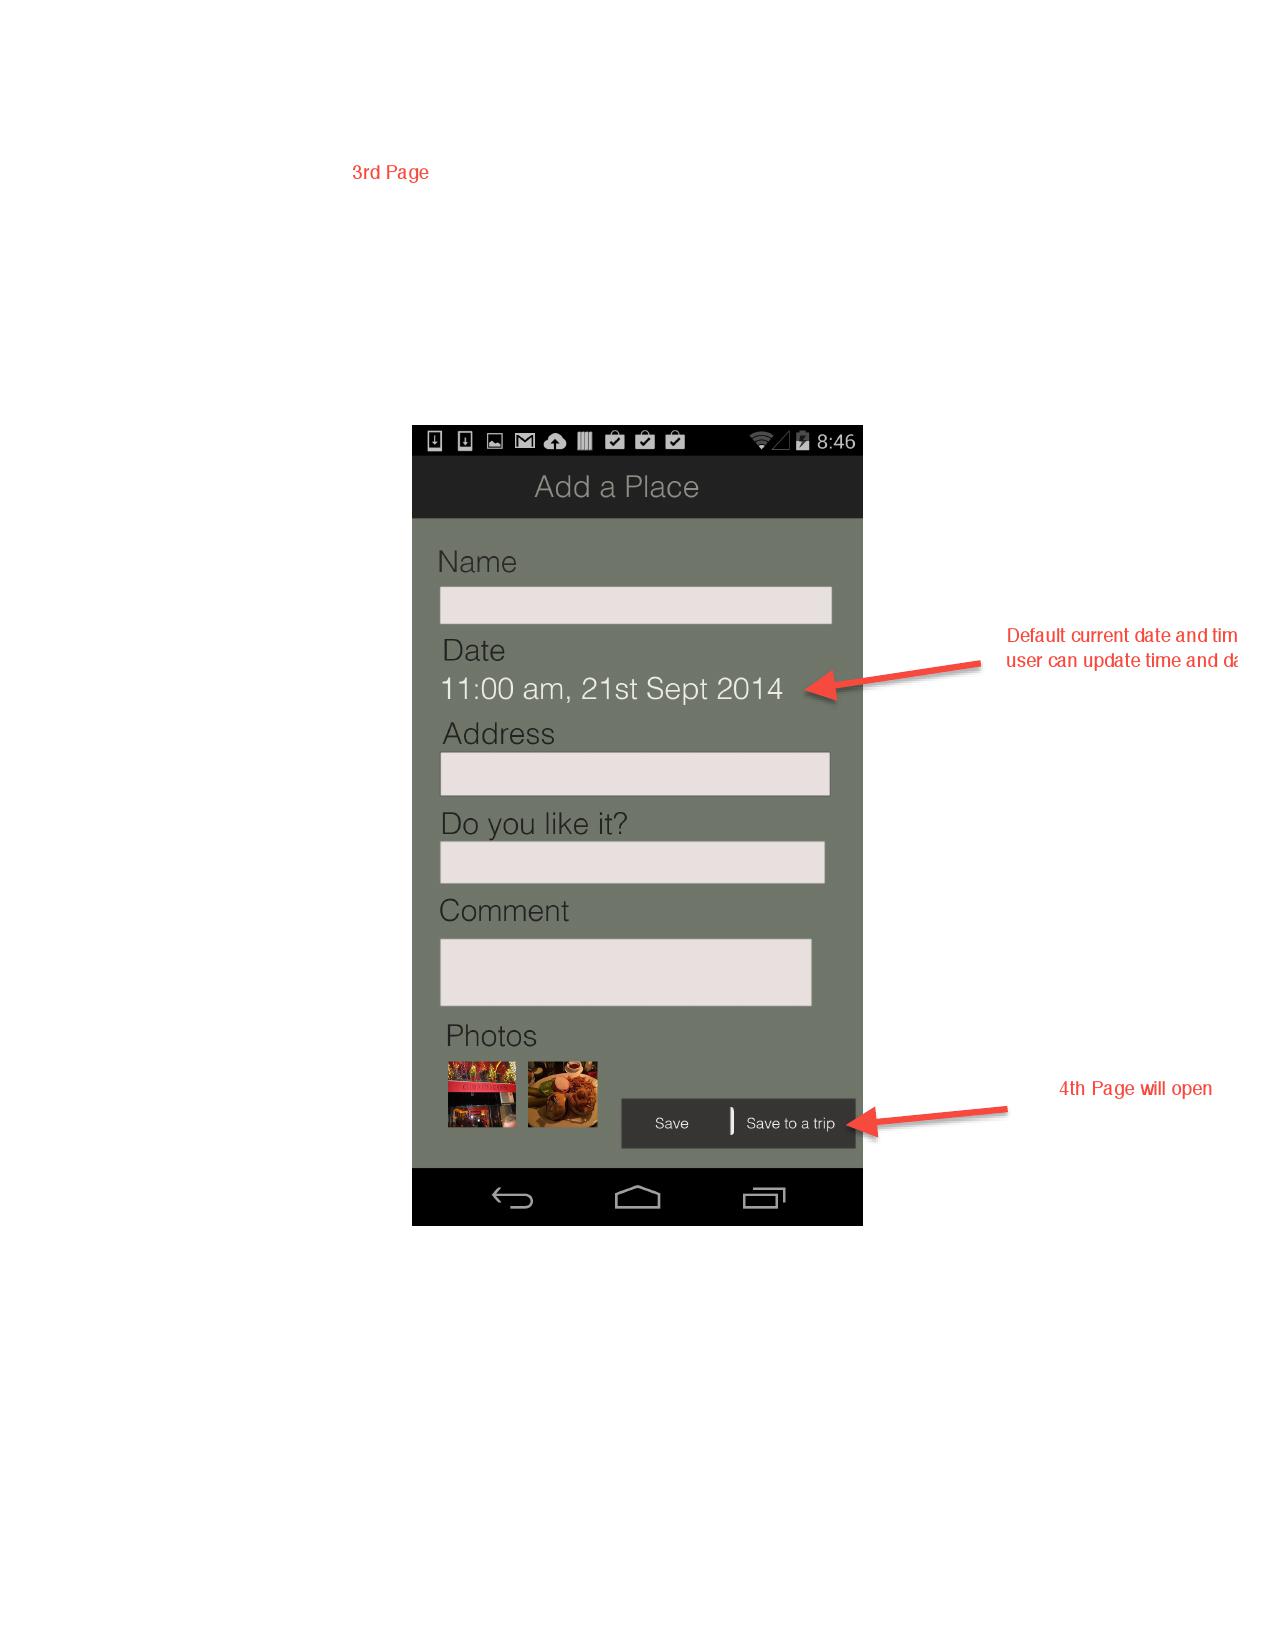 3rd Page
8:46
Add a Place
Name
Date
Default current date and tim
user can update time and da
11:00 am, 21st Sept 2014
Address
Do you like it?
Comment
Photos
4th Page will open
Save
Save to a trip